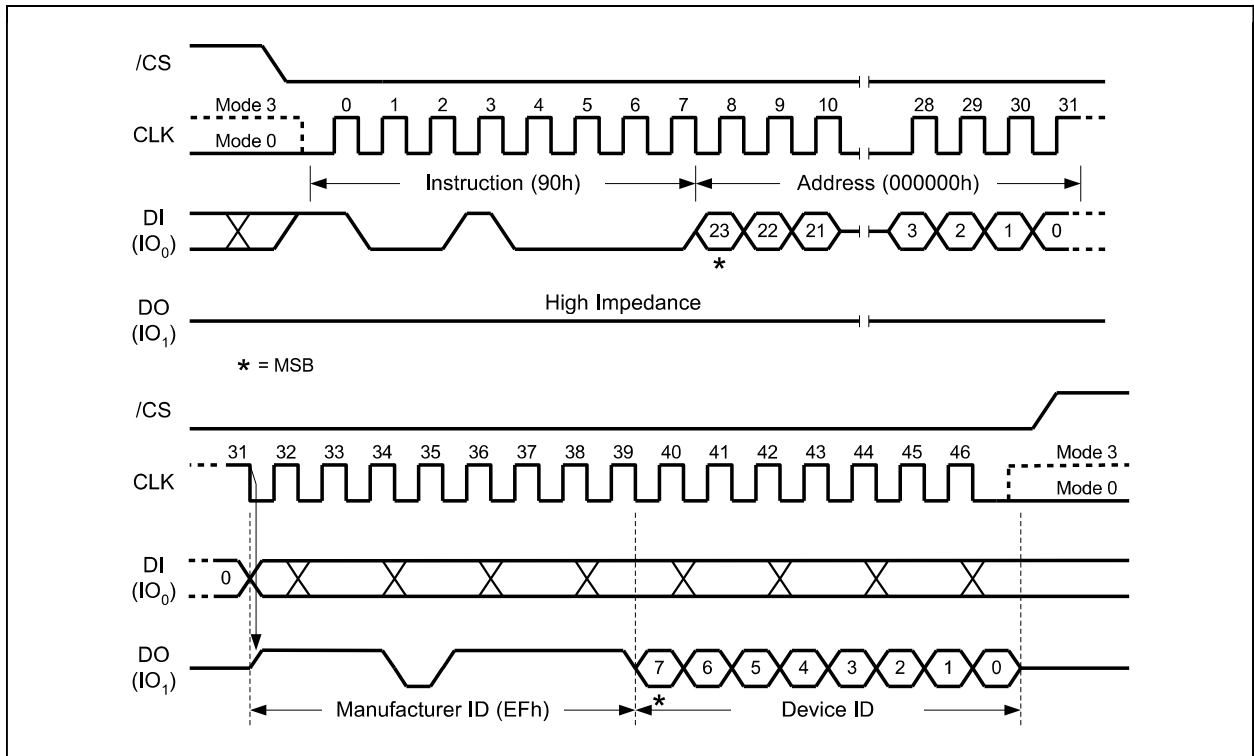 /CS
Mode 3
0 1 2 3 4 5 6 7 8 9 10 28 29 30 31
CLK
Mode 0
Instruction (90h)
Address (000000h)
DI
(IO0)
23 22 21 3 2 1 0
*
High Impedance
DO
(IO1)
* = MSB
/CS
31 32 33 34 35 36 37 38 39 40 41 42 43 44 45 46
Mode 3
CLK
Mode 0
DI
(IO0)
0
DO
(IO1)
7 6 5 4 3 2 1 0
*
Manufacturer ID (EFh)
Device ID